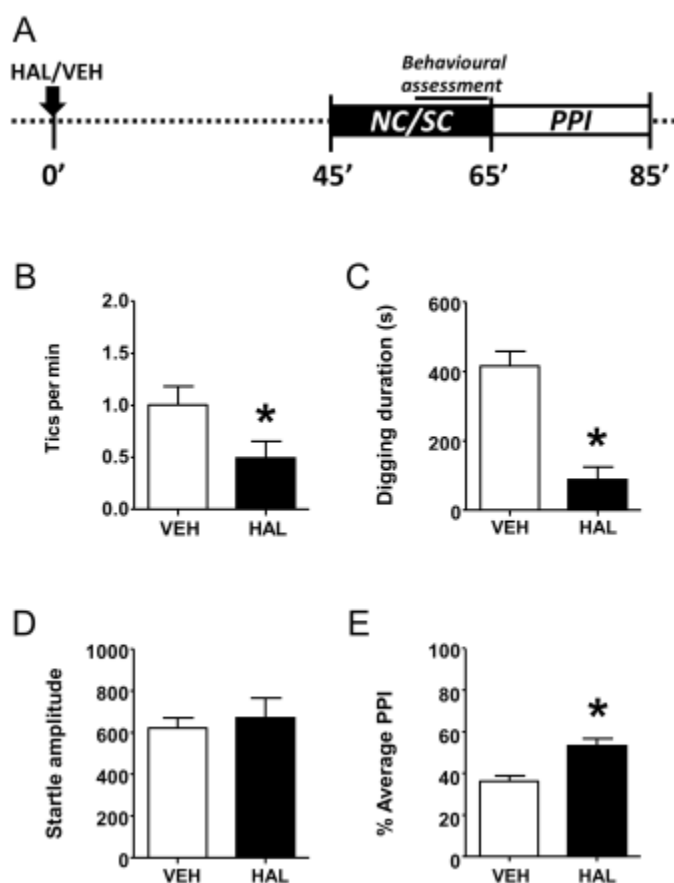 A
HAL/VEH
Behavioural
assessment
NC/SC
PPI
0’
45’
65’
85’
B
Tics per min
2.0
1.5
1.0
0.5
0.0
*
VEH
HAL
C
Digging duration (s)
600
400
200
0
*
VEH
HAL
D
Startle amplitude
1000
800
600
400
200
0
VEH
HAL
E
% Average PPI
100
80
60
40
20
0
*
VEH
HAL